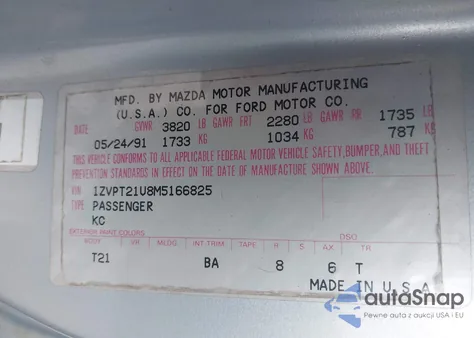 MFD. BY MAZDA MOTOR MANUFACTURING
(U.S.A.) CO. FOR FORD MOTOR CO.
DATE GVWR 3820 LB GAWR FRT 2280 LB GAWR RR 1735 LB
05/24/91 1733 KG 1034 KG 787 KG
THIS VEHICLE CONFORMS TO ALL APPLICABLE FEDERAL MOTOR VEHICLE SAFETY, BUMPER, AND THEFT
PREVENTION STANDARDS IN EFFECT ON THE DATE OF MANUFACTURE SHOWN ABOVE.
VIN 1ZVPT21U8M5166825
TYPE PASSENGER
KC
EXTERIOR PAINT COLORS DSO
BODY VR MLDG INT.TRIM TAPE R S AX TR
T21 BA 8 6 T
MADE IN U.S.A
autoSnap
Pewne auta z aukcji USA i EU